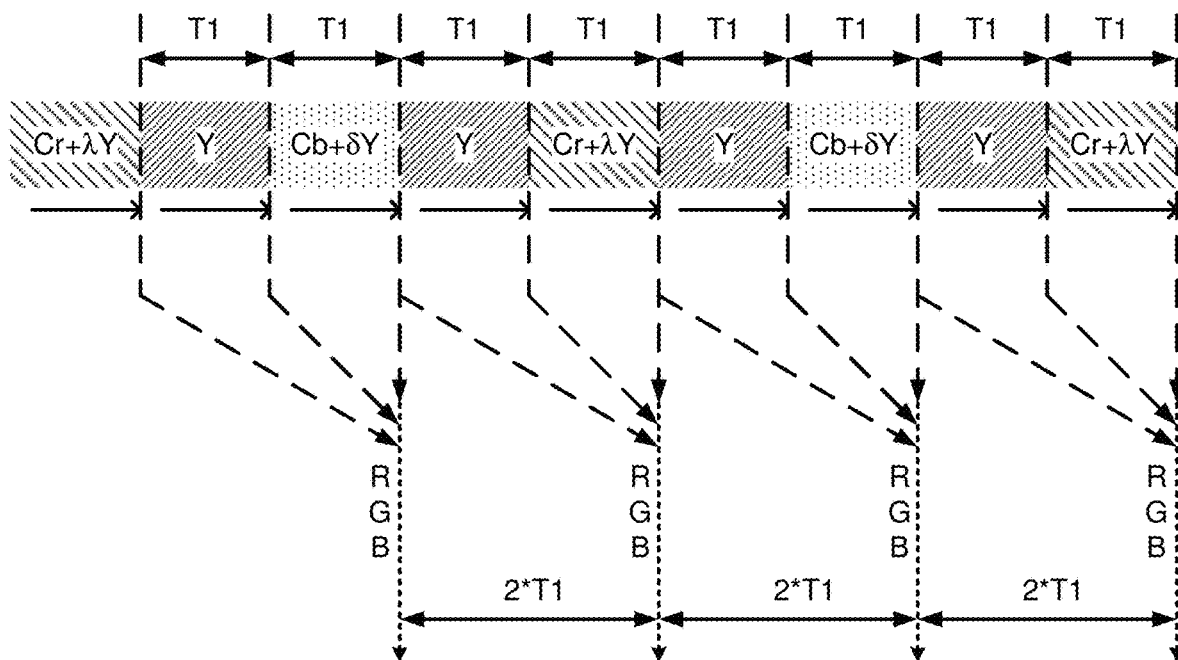 T1 T1 T1 T1 T1 T1 T1 T1
Cr+λY Y Cb+δY Y Cr+λY Y Cb+δY Y Cr+λY
R R R R
G G G G
B B B B
2*T1 2*T1 2*T1